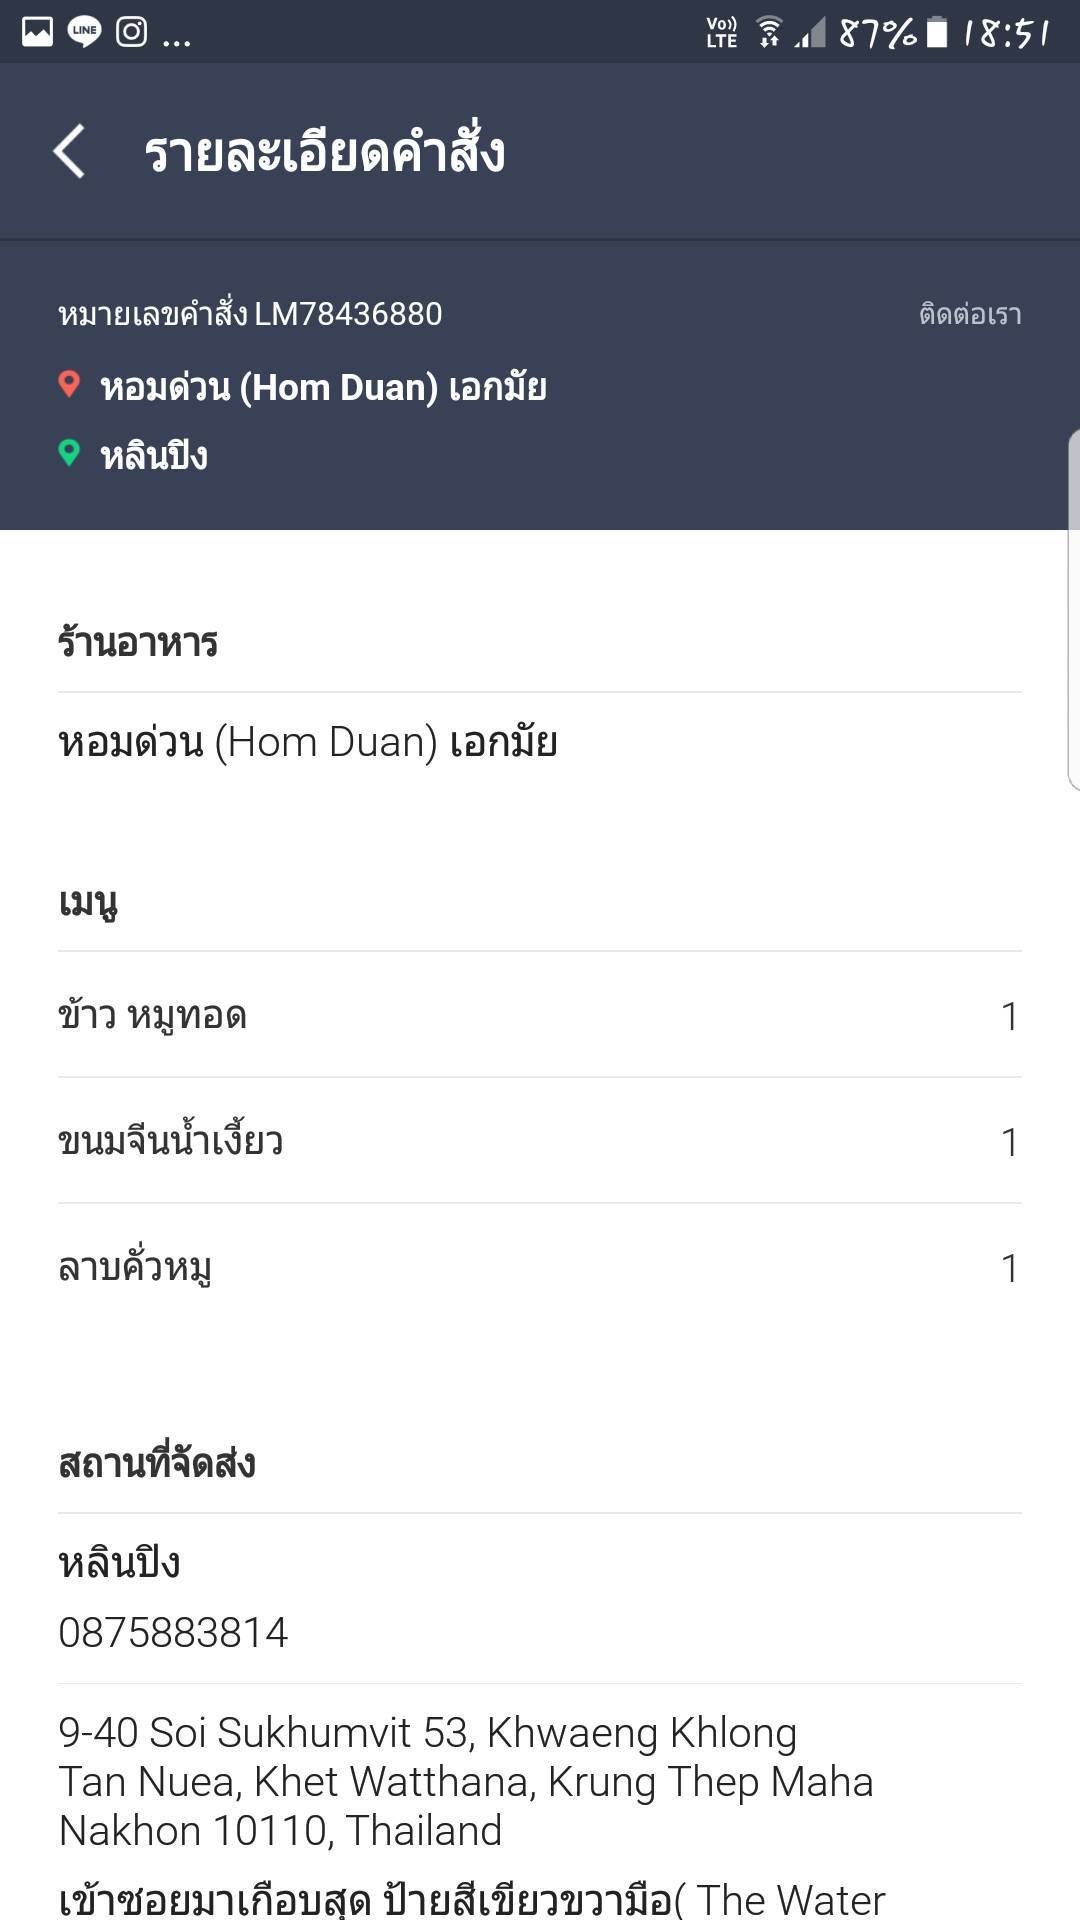 LINE
...
Vo)) LTE
87% 18:51
รายละเอียดคำสั่ง
หมายเลขคำสั่ง LM78436880
ติดต่อเรา
หอมด่วน (Hom Duan) เอกมัย
หลินปิง
ร้านอาหาร
หอมด่วน (Hom Duan) เอกมัย
เมนู
ข้าว หมูทอด 1
ขนมจีนน้ำเงี้ยว 1
ลาบคั่วหมู 1
สถานที่จัดส่ง
หลินปิง
0875883814
9-40 Soi Sukhumvit 53, Khwaeng Khlong
Tan Nuea, Khet Watthana, Krung Thep Maha
Nakhon 10110, Thailand
เข้าซอยมาเกือบสุด ป้ายสีเขียวขวามือ( The Water